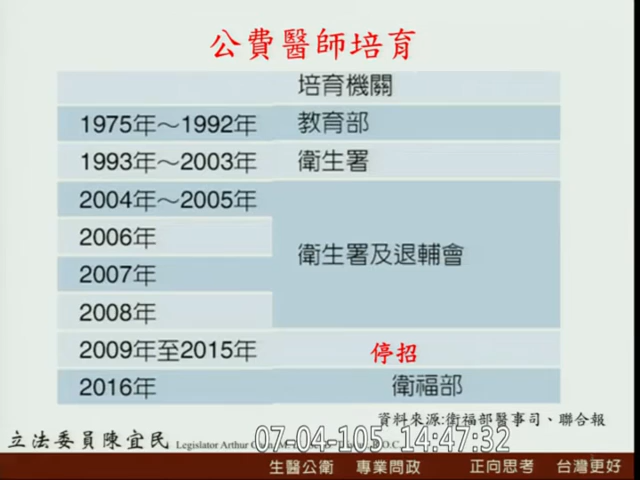 公費醫師培育
培育機關
1975年～1992年 教育部
1993年～2003年 衛生署
2004年～2005年
2006年
衛生署及退輔會
2007年
2008年
2009年至2015年 停招
2016年 衛福部
資料來源:衛福部醫事司、聯合報
立法委員陳宜民 Legislator Arthur
07-04-105 14:47:32
生醫公衛 專業問政 正向思考 台灣更好